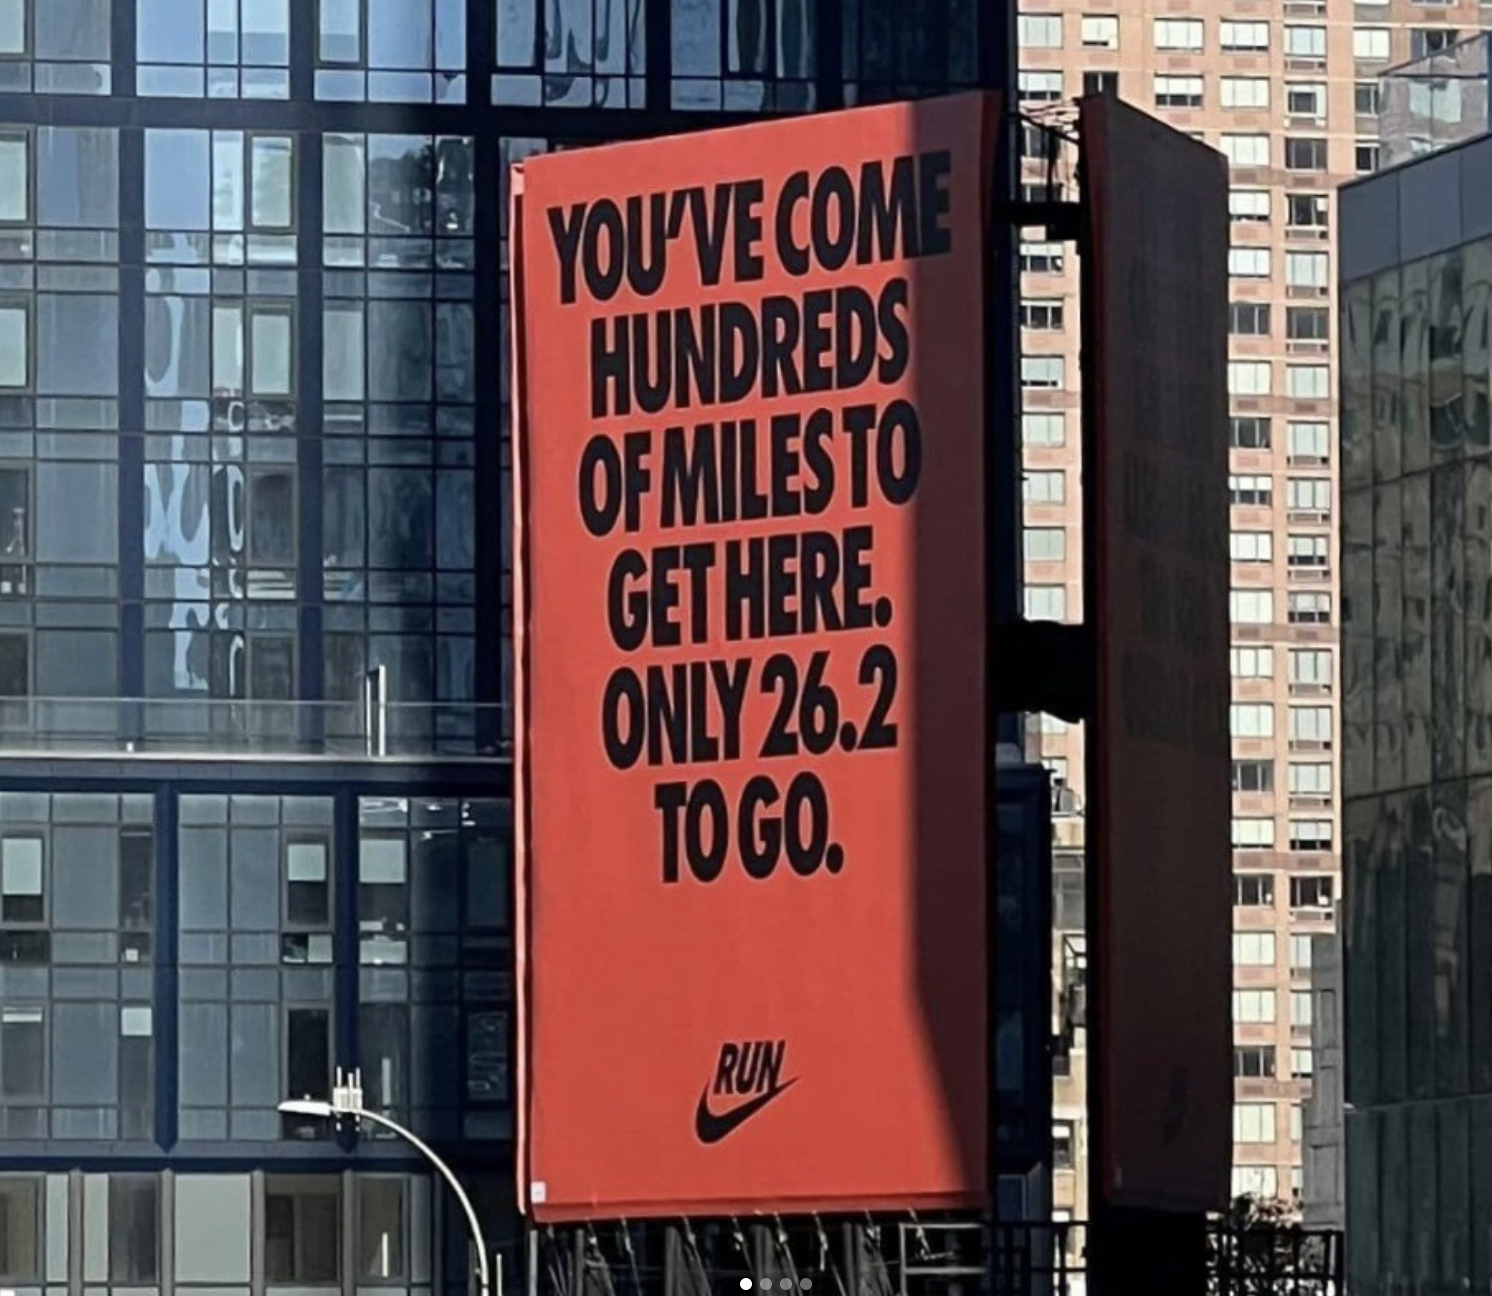 YOU'VE COME
HUNDREDS
OF MILES TO
GET HERE.
ONLY 26.2
TO GO.
RUN